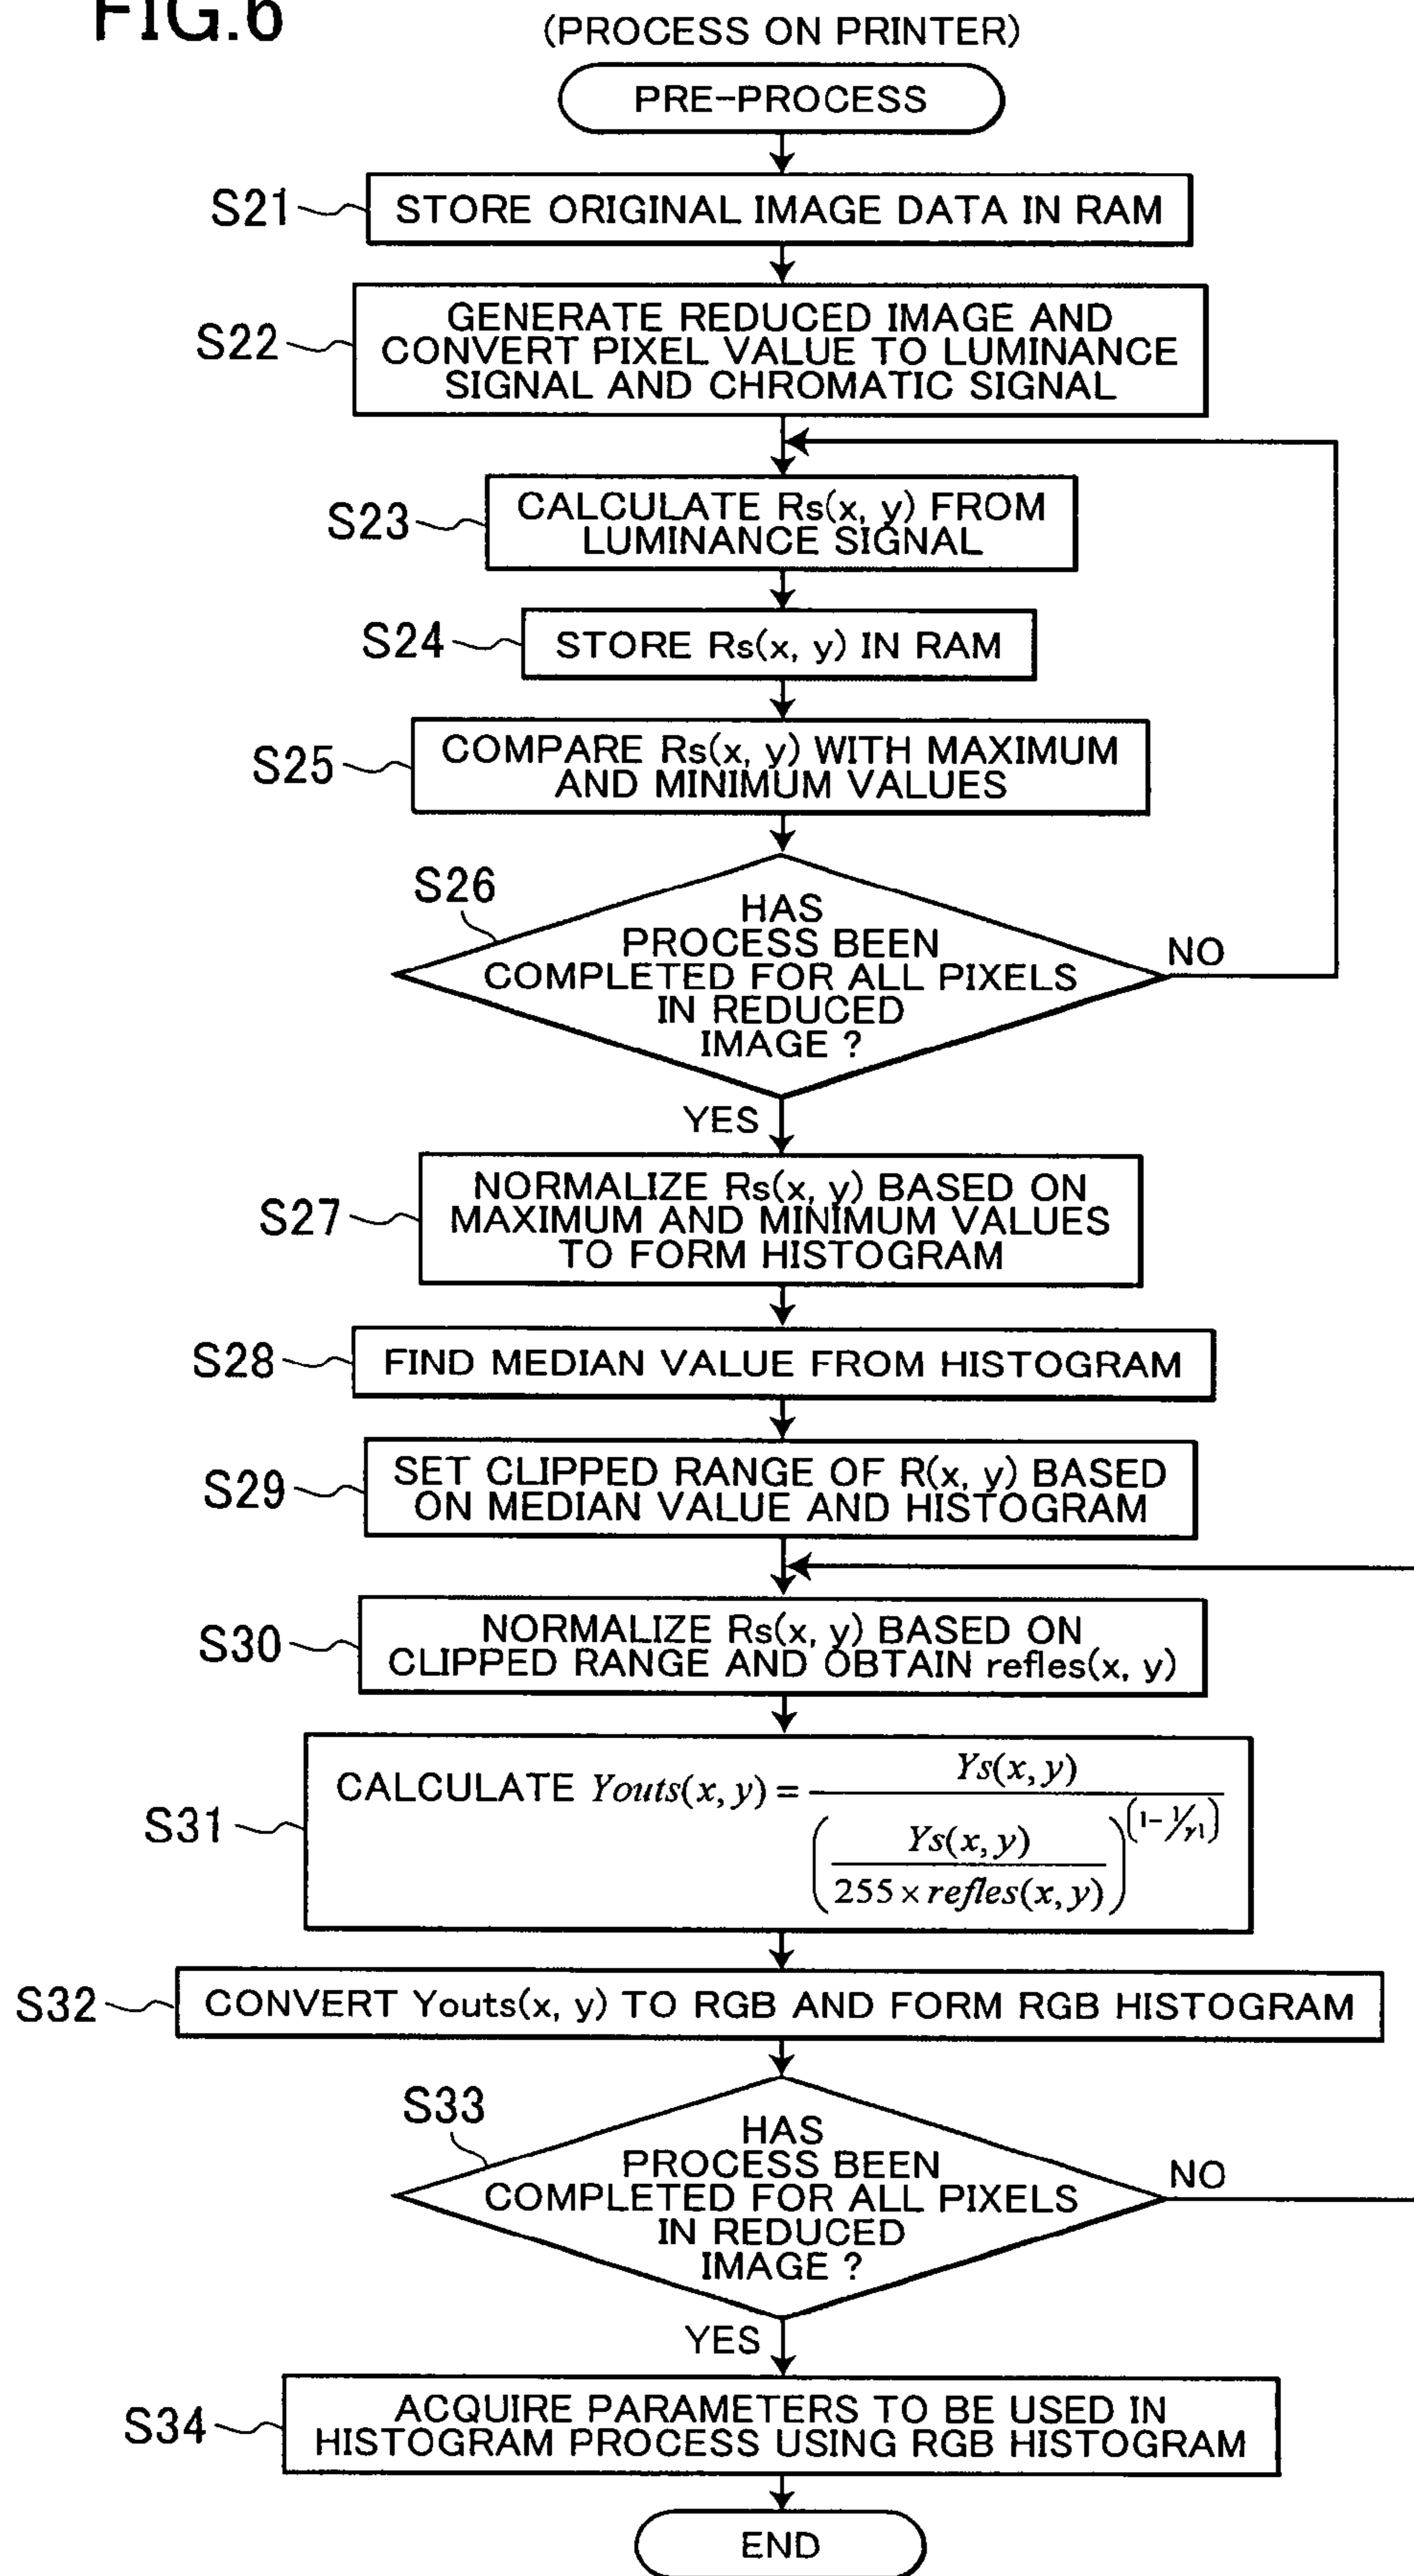 FIG.6
(PROCESS ON PRINTER)
PRE-PROCESS
S21
STORE ORIGINAL IMAGE DATA IN RAM
S22
GENERATE REDUCED IMAGE AND
CONVERT PIXEL VALUE TO LUMINANCE
SIGNAL AND CHROMATIC SIGNAL
S23
CALCULATE Rs(x, y) FROM
LUMINANCE SIGNAL
S24
STORE Rs(x, y) IN RAM
S25
COMPARE Rs(x, y) WITH MAXIMUM
AND MINIMUM VALUES
S26
HAS
PROCESS BEEN
COMPLETED FOR ALL PIXELS
IN REDUCED
IMAGE ?
NO
YES
S27
NORMALIZE Rs(x, y) BASED ON
MAXIMUM AND MINIMUM VALUES
TO FORM HISTOGRAM
S28
FIND MEDIAN VALUE FROM HISTOGRAM
S29
SET CLIPPED RANGE OF R(x, y) BASED
ON MEDIAN VALUE AND HISTOGRAM
S30
NORMALIZE Rs(x, y) BASED ON
CLIPPED RANGE AND OBTAIN refles(x, y)
S31
CALCULATE Youts(x, y) =
Ys(x, y)
(1-1/γ1)
Ys(x, y)
255 × refles(x, y)
S32
CONVERT Youts(x, y) TO RGB AND FORM RGB HISTOGRAM
S33
HAS
PROCESS BEEN
COMPLETED FOR ALL PIXELS
IN REDUCED
IMAGE ?
NO
YES
S34
ACQUIRE PARAMETERS TO BE USED IN
HISTOGRAM PROCESS USING RGB HISTOGRAM
END